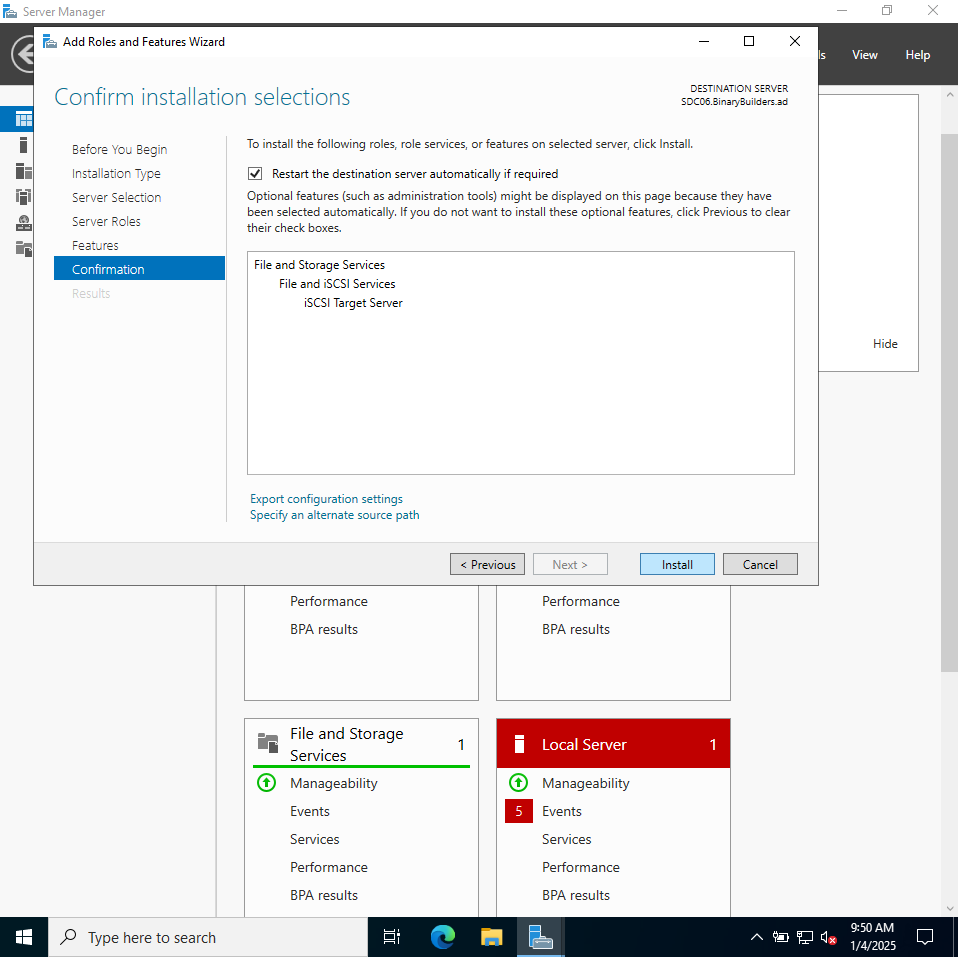 Server Manager
Add Roles and Features Wizard
ls View Help
Confirm installation selections
DESTINATION SERVER
SDC06.BinaryBuilders.ad
Before You Begin
Installation Type
Server Selection
Server Roles
Features
Confirmation
Results
To install the following roles, role services, or features on selected server, click Install.
Restart the destination server automatically if required
Optional features (such as administration tools) might be displayed on this page because they have
been selected automatically. If you do not want to install these optional features, click Previous to clear
their check boxes.
File and Storage Services
File and iSCSI Services
iSCSI Target Server
Hide
Export configuration settings
Specify an alternate source path
< Previous
Next >
Install
Cancel
Performance
BPA results
Performance
BPA results
File and Storage
Services
1
Manageability
Events
Services
Performance
BPA results
Local Server 1
Manageability
5 Events
Services
Performance
BPA results
Type here to search
9:50 AM
1/4/2025